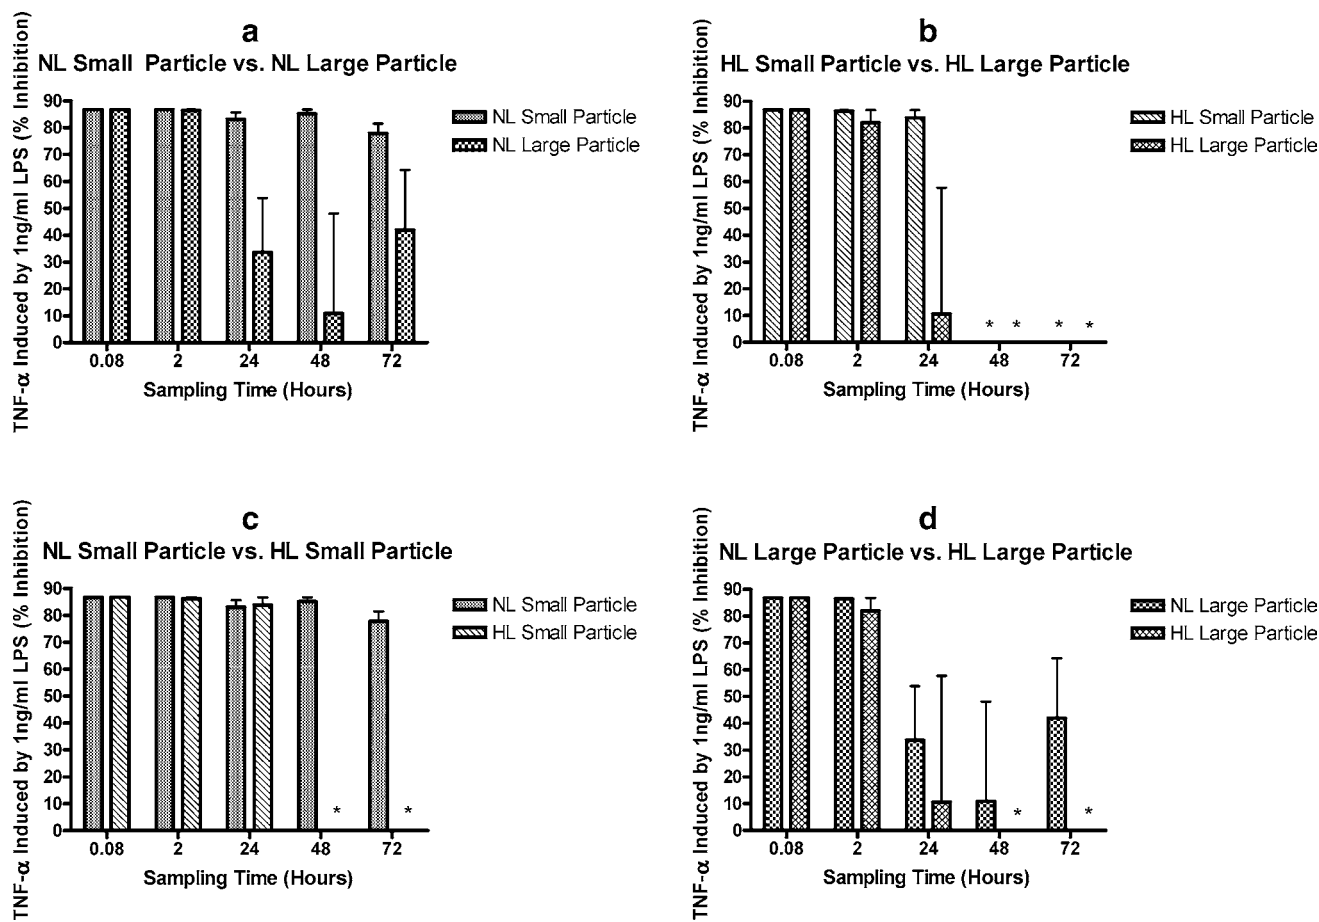 a
NL Small Particle vs. NL Large Particle
TNF-α Induced by 1ng/ml LPS (% Inhibition)
90
80
70
60
50
40
30
20
10
0
0.08 2 24 48 72
Sampling Time (Hours)
NL Small Particle
NL Large Particle
b
HL Small Particle vs. HL Large Particle
TNF-α Induced by 1ng/ml LPS (% Inhibition)
90
80
70
60
50
40
30
20
10
0
* * * *
0.08 2 24 48 72
Sampling Time (Hours)
HL Small Particle
HL Large Particle
c
NL Small Particle vs. HL Small Particle
TNF-α Induced by 1ng/ml LPS (% Inhibition)
90
80
70
60
50
40
30
20
10
0
* *
0.08 2 24 48 72
Sampling Time (Hours)
NL Small Particle
HL Small Particle
d
NL Large Particle vs. HL Large Particle
TNF-α Induced by 1ng/ml LPS (% Inhibition)
90
80
70
60
50
40
30
20
10
0
* *
0.08 2 24 48 72
Sampling Time (Hours)
NL Large Particle
HL Large Particle